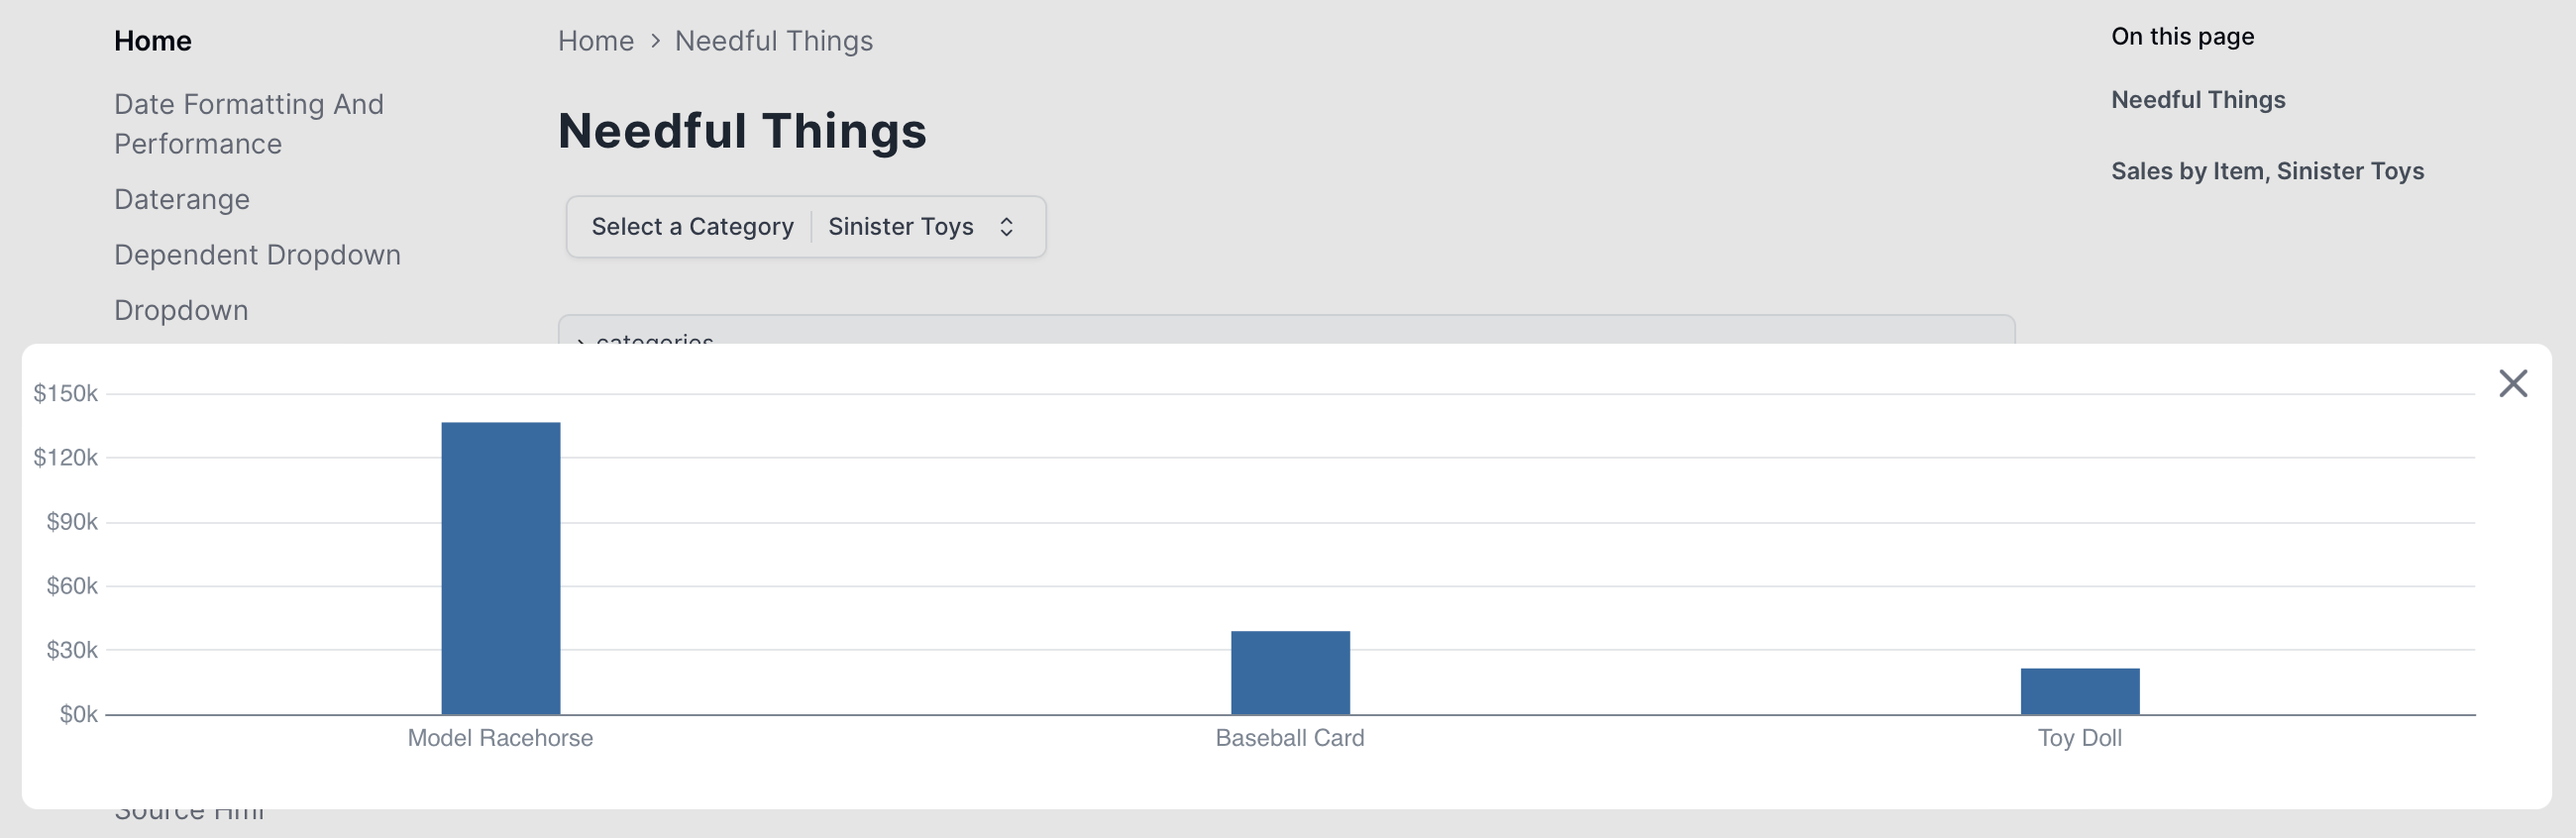 Home
Date Formatting And
Performance
Daterange
Dependent Dropdown
Dropdown
Home > Needful Things
Needful Things
Select a Category Sinister Toys
categories
On this page
Needful Things
Sales by Item, Sinister Toys
$150k
$120k
$90k
$60k
$30k
$0k
Model Racehorse Baseball Card Toy Doll
Source